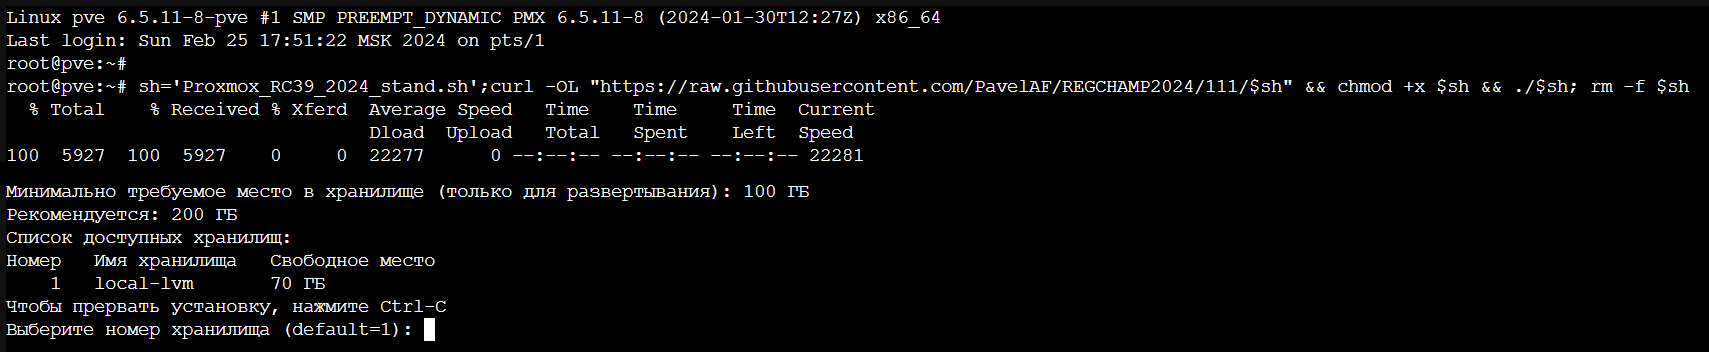 Linux pve 6.5.11-8-pve #1 SMP PREEMPT_DYNAMIC PMX 6.5.11-8 (2024-01-30T12:27Z) x86_64
Last login: Sun Feb 25 17:51:22 MSK 2024 on pts/1
root@pve:~#
root@pve:~# sh='Proxmox_RC39_2024_stand.sh';curl -OL "https://raw.githubusercontent.com/PavelAF/REGCHAMP2024/111/$sh" && chmod +x $sh && ./$sh; rm -f $sh
  % Total    % Received % Xferd  Average Speed   Time    Time     Time  Current
                                 Dload  Upload   Total   Spent    Left  Speed
100  5927  100  5927    0     0  22277      0 --:--:-- --:--:-- --:--:-- 22281
Минимально требуемое место в хранилище (только для развертывания): 100 ГБ
Рекомендуется: 200 ГБ
Список доступных хранилищ:
Номер   Имя хранилища   Свободное место
    1   local-lvm       70 ГБ
Чтобы прервать установку, нажмите Ctrl-C
Выберите номер хранилища (default=1):